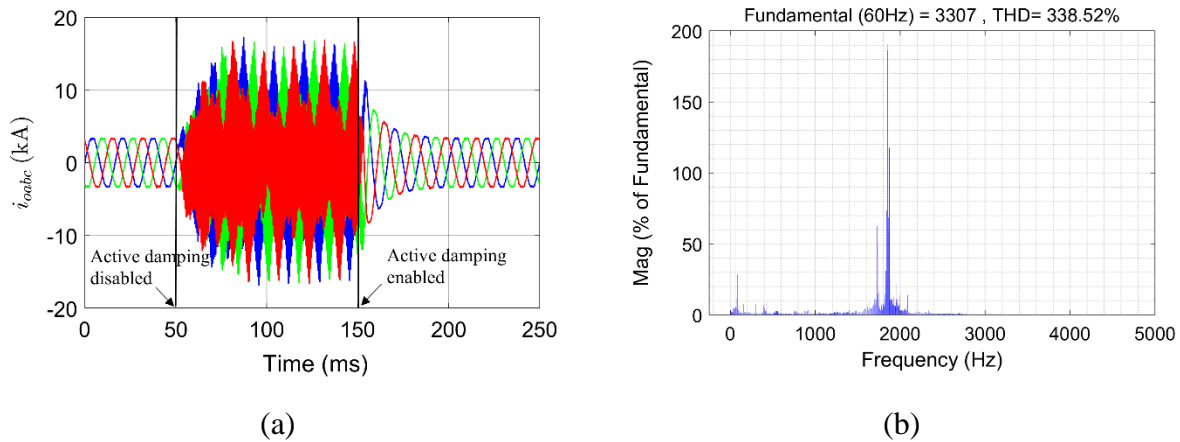 20
10
0
-10
-20
i_oabc (kA)
Active damping
disabled
Active damping
enabled
0 50 100 150 200 250
Time (ms)
(a)
Fundamental (60Hz) = 3307 , THD= 338.52%
200
150
100
50
0
Mag (% of Fundamental)
0 1000 2000 3000 4000 5000
Frequency (Hz)
(b)